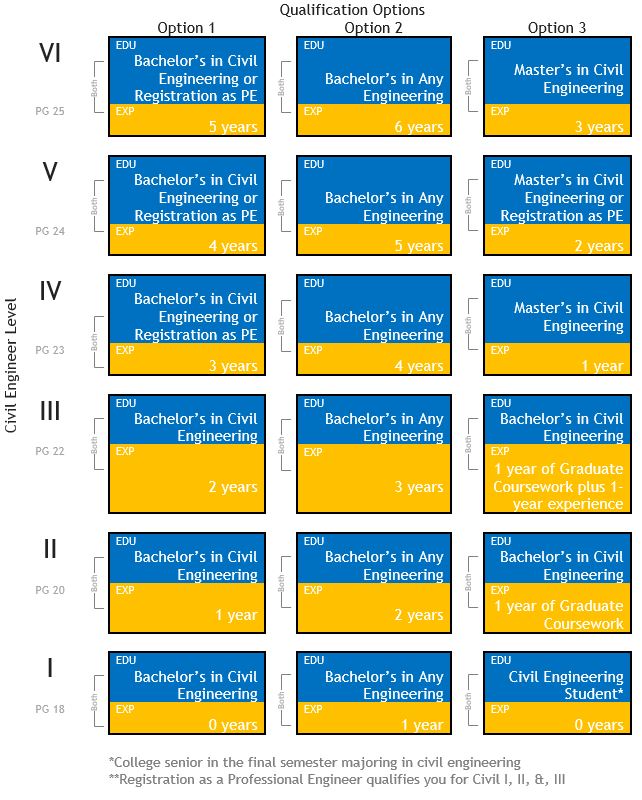 Qualification Options
Option 1
Option 2
Option 3
Civil Engineer Level
VI
PG 25
Both
EDU
Bachelor's in Civil
Engineering or
Registration as PE
EXP
5 years
Both
EDU
Bachelor's in Any
Engineering
EXP
6 years
Both
EDU
Master's in Civil
Engineering
EXP
3 years
V
PG 24
Both
EDU
Bachelor's in Civil
Engineering or
Registration as PE
EXP
4 years
Both
EDU
Bachelor's in Any
Engineering
EXP
5 years
Both
EDU
Master's in Civil
Engineering or
Registration as PE
EXP
2 years
IV
PG 23
Both
EDU
Bachelor's in Civil
Engineering or
Registration as PE
EXP
3 years
Both
EDU
Bachelor's in Any
Engineering
EXP
4 years
Both
EDU
Master's in Civil
Engineering
EXP
1 year
III
PG 22
Both
EDU
Bachelor's in Civil
Engineering
EXP
2 years
Both
EDU
Bachelor's in Any
Engineering
EXP
3 years
Both
EDU
Bachelor's in Civil
Engineering
EXP
1 year of Graduate
Coursework plus 1-
year experience
II
PG 20
Both
EDU
Bachelor's in Civil
Engineering
EXP
1 year
Both
EDU
Bachelor's in Any
Engineering
EXP
2 years
Both
EDU
Bachelor's in Civil
Engineering
EXP
1 year of Graduate
Coursework
I
PG 18
Both
EDU
Bachelor's in Civil
Engineering
EXP
0 years
Both
EDU
Bachelor's in Any
Engineering
EXP
1 year
Both
EDU
Civil Engineering
Student*
EXP
0 years
*College senior in the final semester majoring in civil engineering
**Registration as a Professional Engineer qualifies you for Civil I, II, &, III